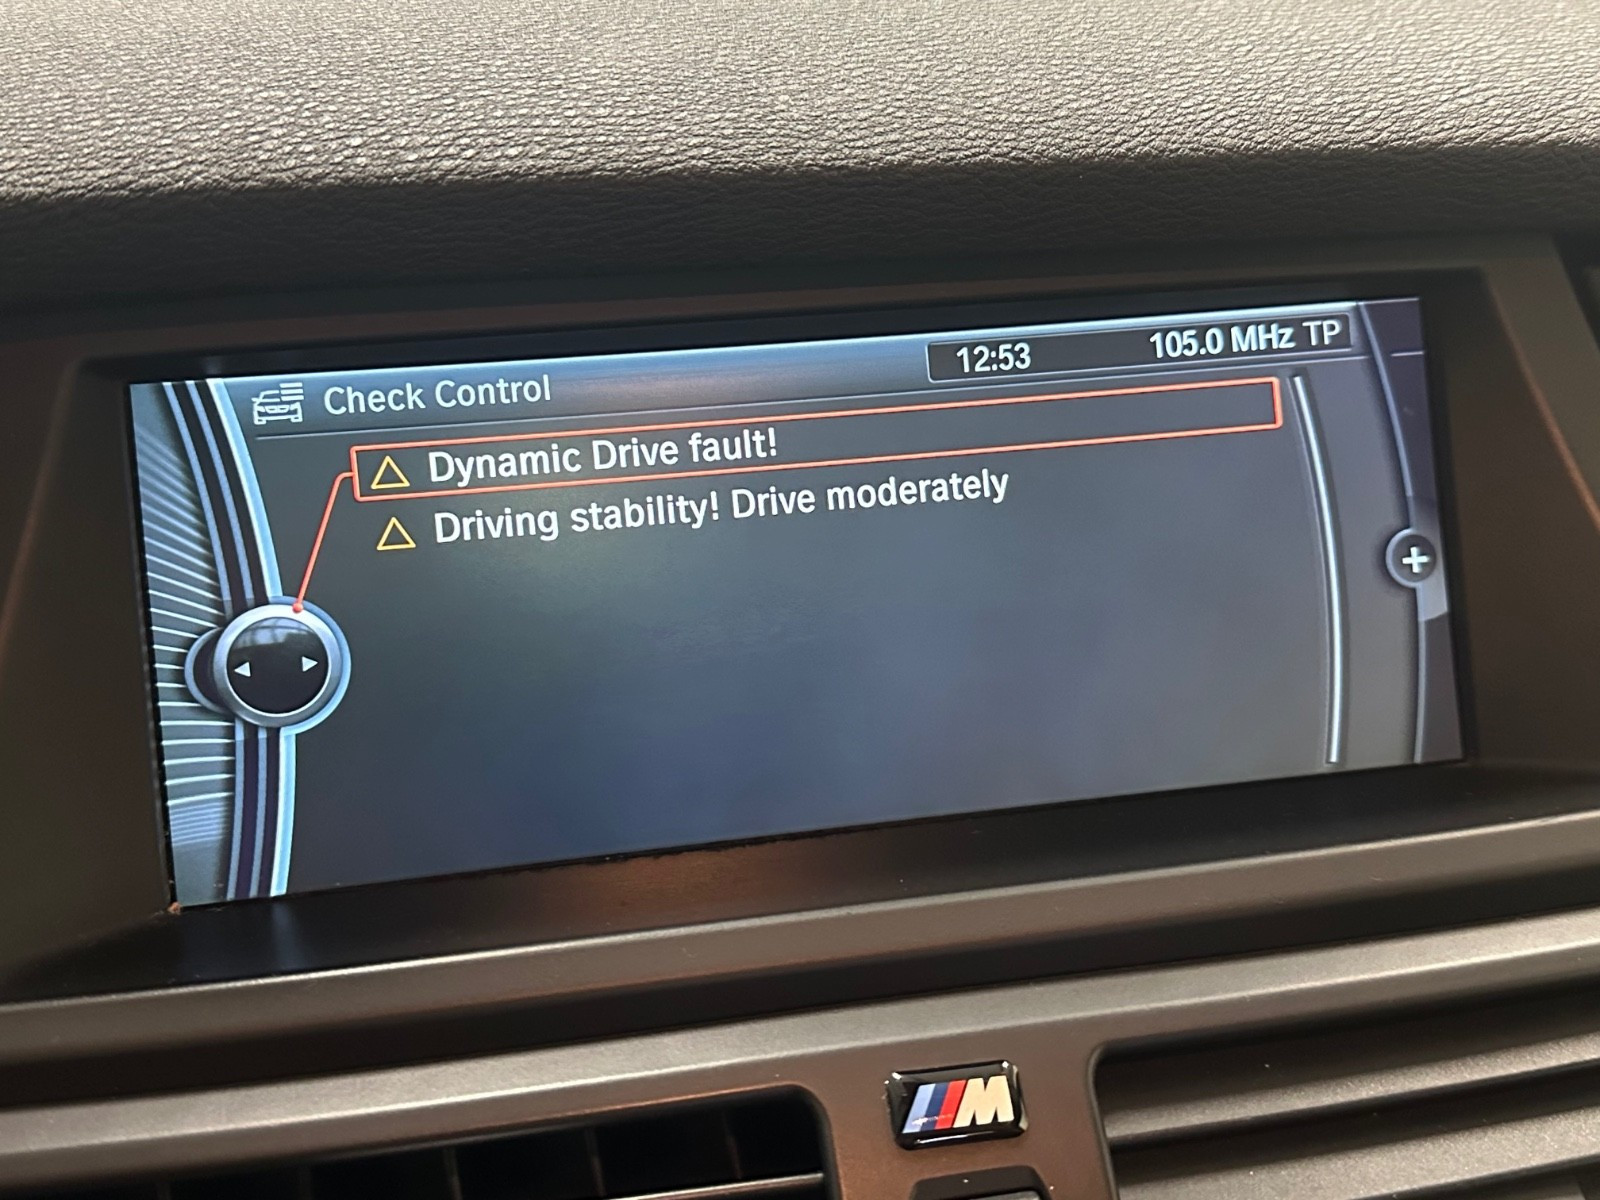 12:53 105.0 MHz TP
Check Control
Dynamic Drive fault!
Driving stability! Drive moderately
M